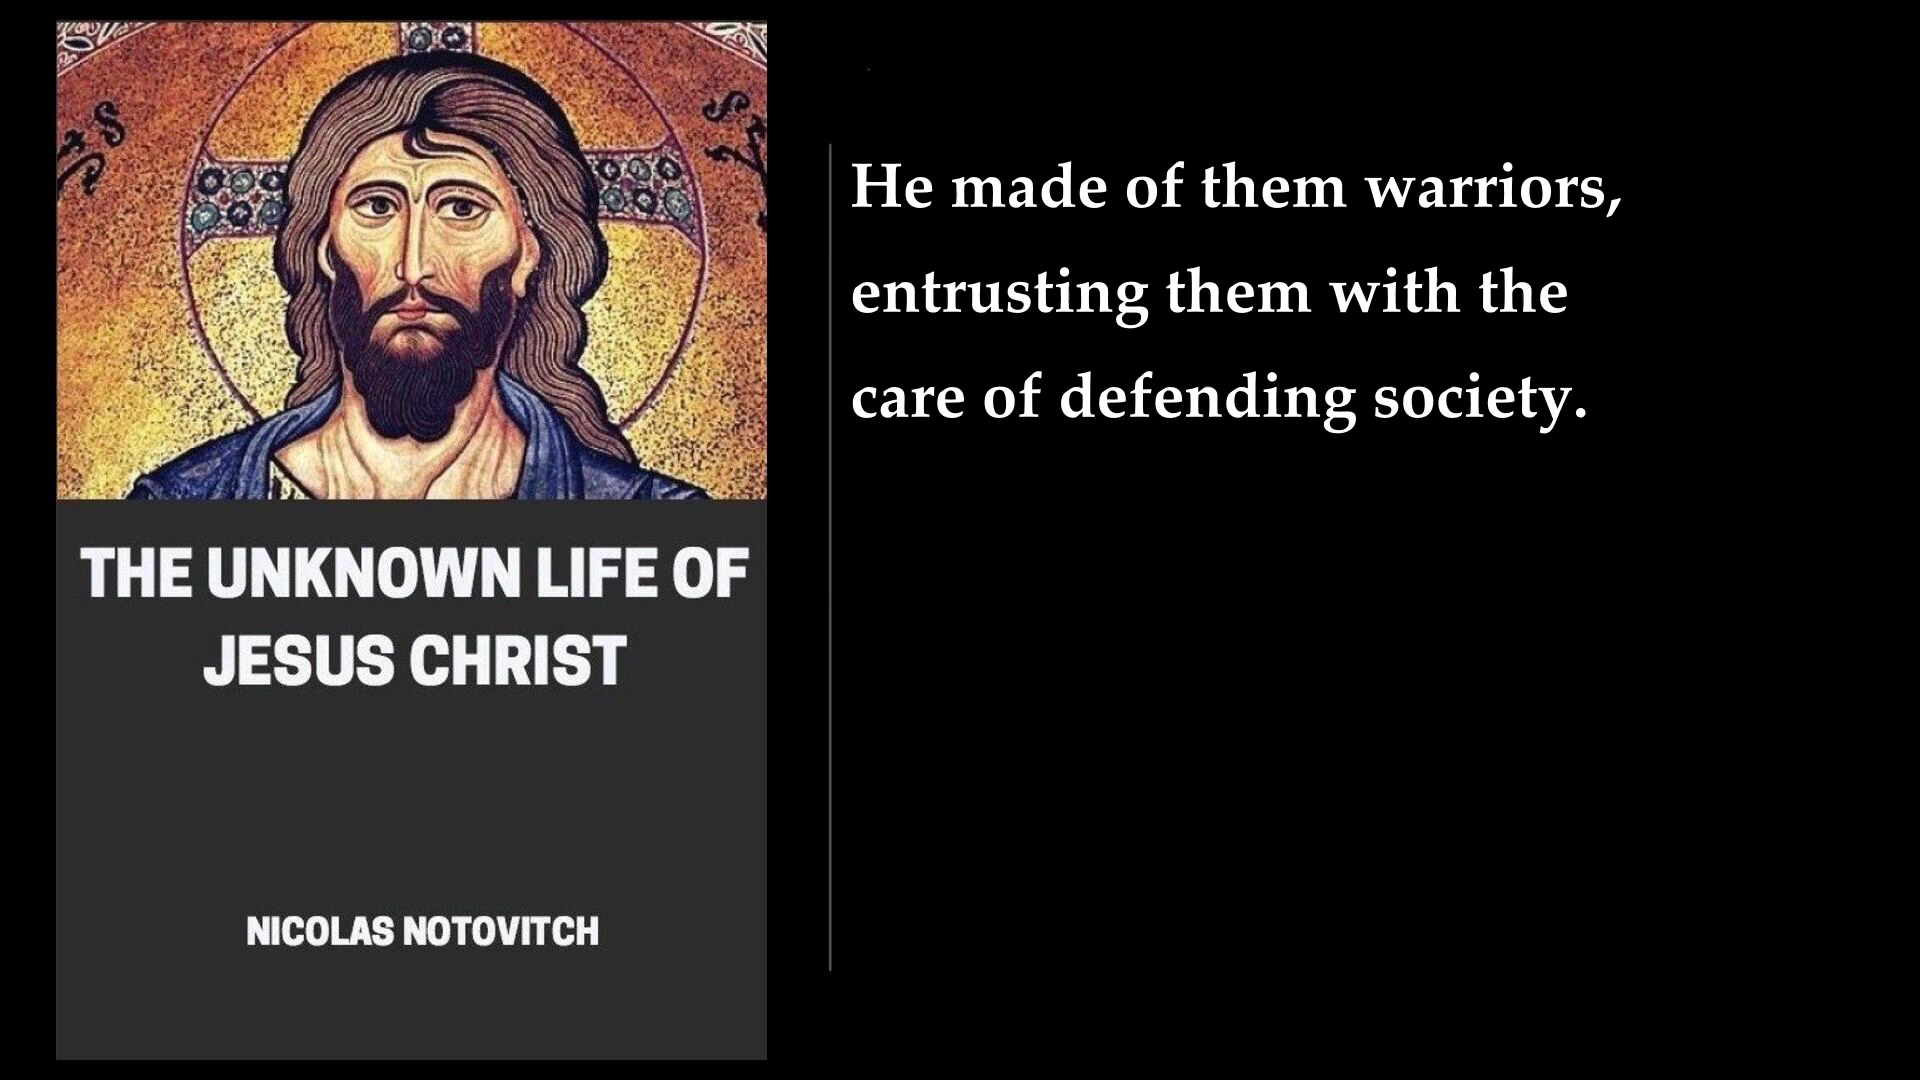 THE UNKNOWN LIFE OF
JESUS CHRIST
NICOLAS NOTOVITCH
He made of them warriors,
entrusting them with the
care of defending society.